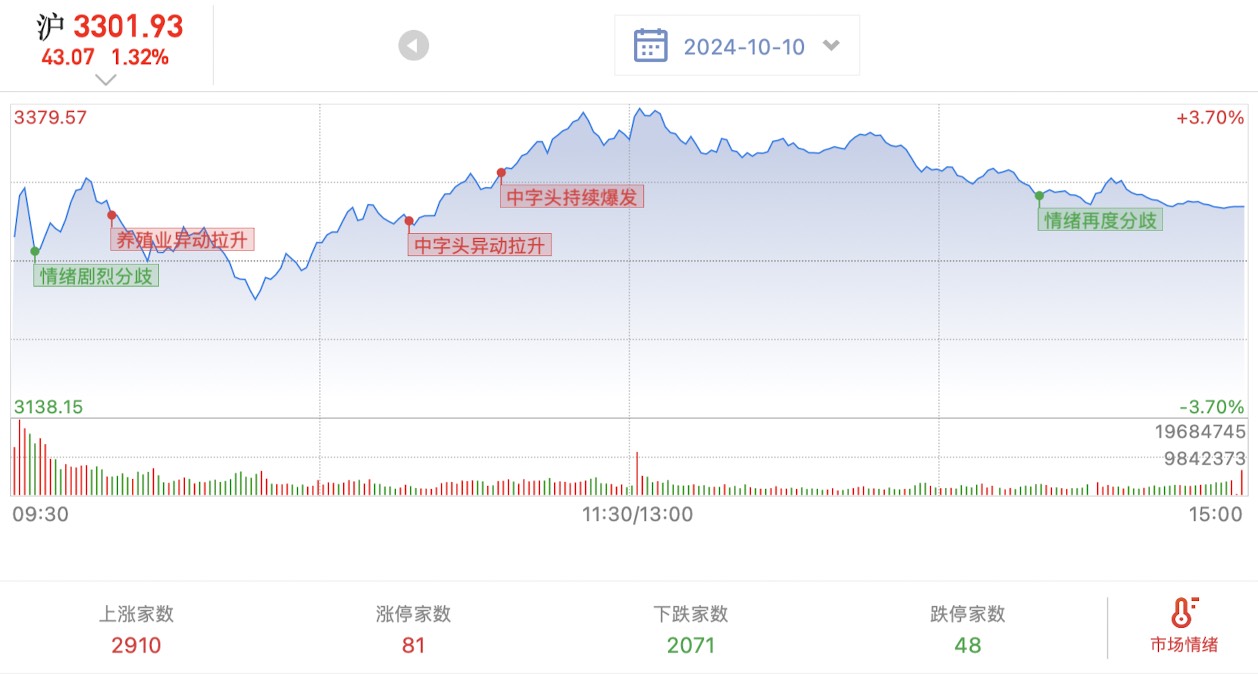 沪 3301.93
43.07 1.32%
2024-10-10
3379.57
+3.70%
中字头持续爆发
情绪再度分歧
养殖业异动拉升
中字头异动拉升
情绪剧烈分歧
3138.15
-3.70%
19684745
9842373
09:30
11:30/13:00
15:00
上涨家数
涨停家数
下跌家数
跌停家数
2910
81
2071
48
市场情绪